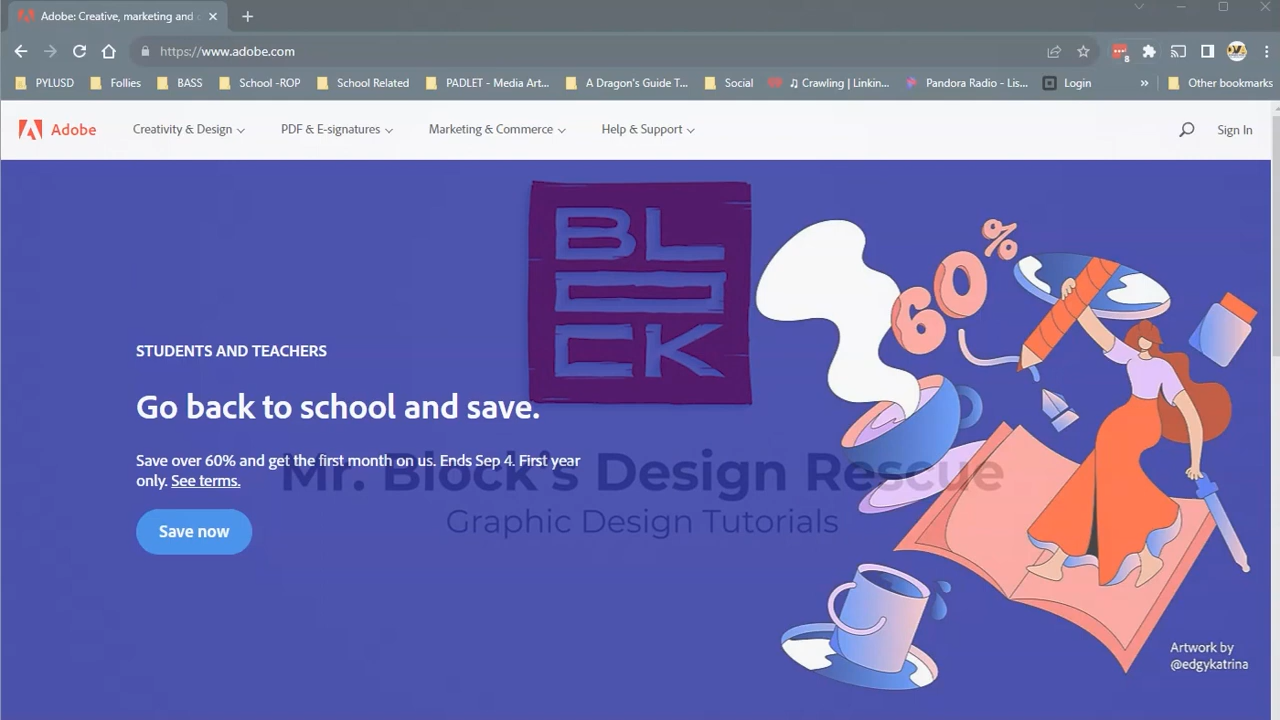 Adobe: Creative, marketing and
https://www.adobe.com
8
PYLUSD Follies BASS School -ROP School Related PADLET - Media Art... A Dragon's Guide T... Social ♫ Crawling | Linkin... Pandora Radio - Lis... Login » Other bookmarks
Adobe Creativity & Design PDF & E-signatures Marketing & Commerce Help & Support Sign In
BL
O
CK
60%
STUDENTS AND TEACHERS
Go back to school and save.
Save over 60% and get the first month on us. Ends Sep 4. First year
only. See terms.
Mr. Block's Design Rescue
Graphic Design Tutorials
Save now
Artwork by
@edgykatrina